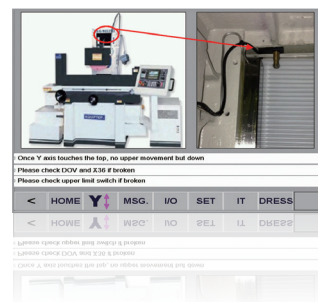 Once Y axis touches the top, no upper movement but down
Please check DOV and X36 if broken
Please check upper limit switch if broken
< HOME Y MSG. I/O SET IT DRESS